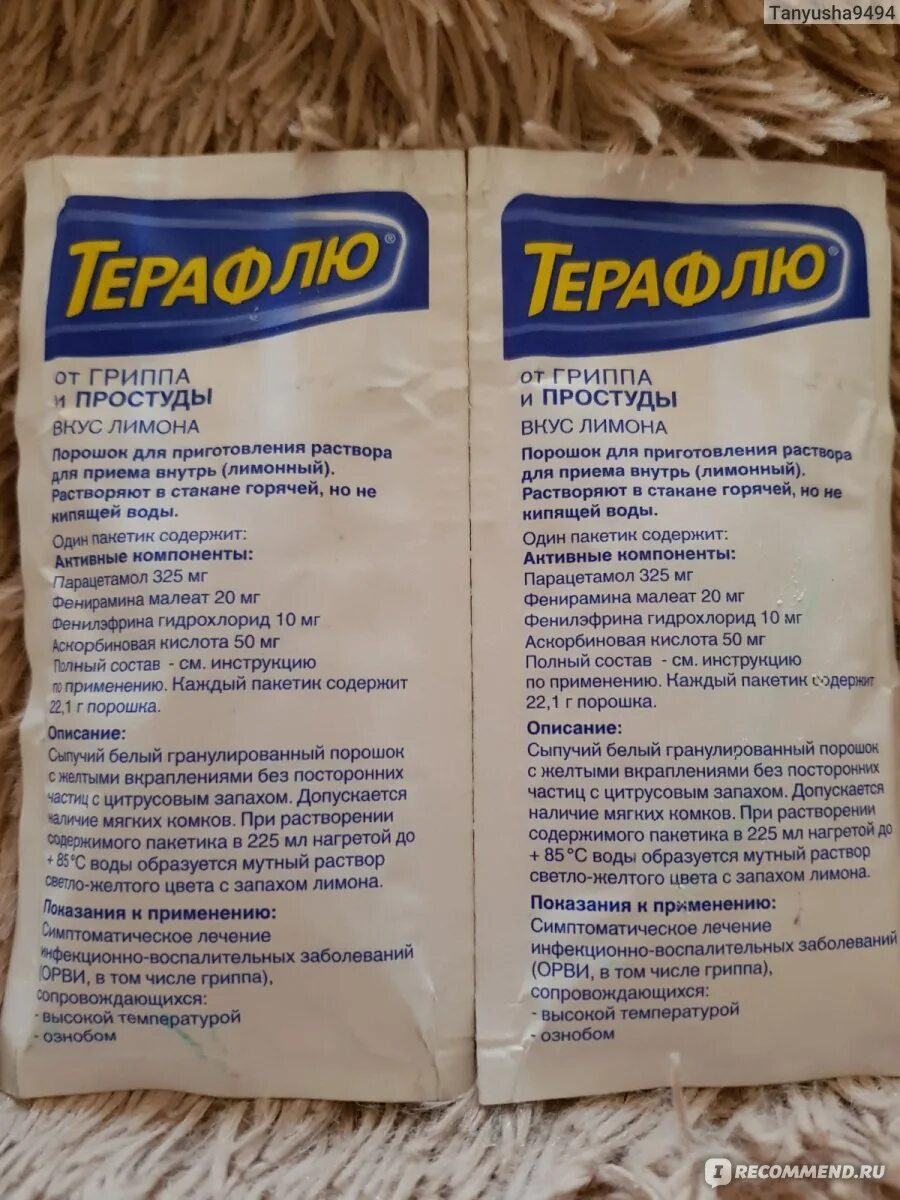 Tanyusha9494
ТЕРАФЛЮ®
от ГРИППА
и ПРОСТУДЫ
ВКУС ЛИМОНА
Порошок для приготовления раствора
для приема внутрь (лимонный).
Растворяют в стакане горячей, но не
кипящей воды.
Один пакетик содержит:
Активные компоненты:
Парацетамол 325 мг
Фенирамина малеат 20 мг
Фенилэфрина гидрохлорид 10 мг
Аскорбиновая кислота 50 мг
Полный состав - см. инструкцию
по применению. Каждый пакетик содержит
22,1 г порошка.
Описание:
Сыпучий белый гранулированный порошок
с желтыми вкраплениями без посторонних
частиц с цитрусовым запахом. Допускается
наличие мягких комков. При растворении
содержимого пакетика в 225 мл нагретой до
+ 85°С воды образуется мутный раствор
светло-желтого цвета с запахом лимона.
Показания к применению:
Симптоматическое лечение
инфекционно-воспалительных заболеваний
(ОРВИ, в том числе гриппа),
сопровождающихся:
- высокой температурой
- ознобом
ТЕРАФЛЮ®
от ГРИППА
и ПРОСТУДЫ
ВКУС ЛИМОНА
Порошок для приготовления раствора
для приема внутрь (лимонный).
Растворяют в стакане горячей, но не
кипящей воды.
Один пакетик содержит:
Активные компоненты:
Парацетамол 325 мг
Фенирамина малеат 20 мг
Фенилэфрина гидрохлорид 10 мг
Аскорбиновая кислота 50 мг
Полный состав - см. инструкцию
по применению. Каждый пакетик содержит
22,1 г порошка.
Описание:
Сыпучий белый гранулированный порошок
с желтыми вкраплениями без посторонних
частиц с цитрусовым запахом. Допускается
наличие мягких комков. При растворении
содержимого пакетика в 225 мл нагретой до
+ 85°С воды образуется мутный раствор
светло-желтого цвета с запахом лимона.
Показания к применению:
Симптоматическое лечение
инфекционно-воспалительных заболеваний
(ОРВИ, в том числе гриппа),
сопровождающихся:
- высокой температурой
- ознобом
I RECOMMEND.RU